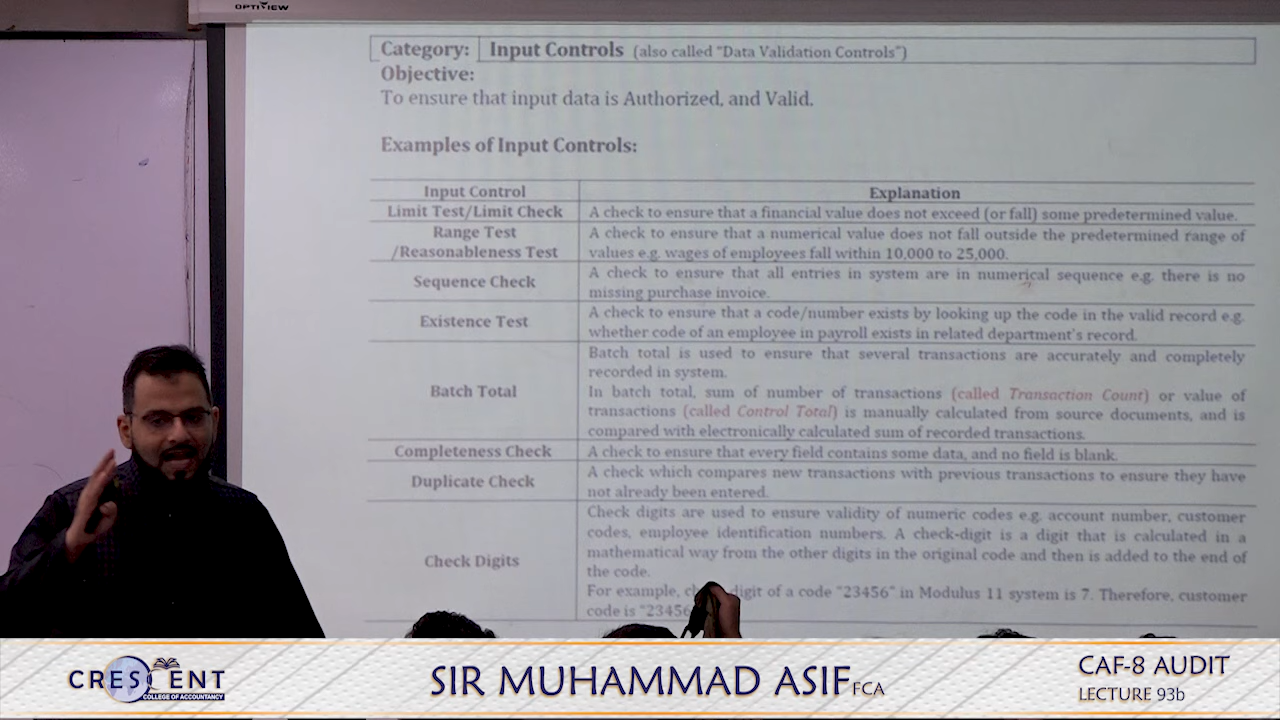 OPTIVIEW
Category: Input Controls (also called "Data Validation Controls")
Objective:
To ensure that input data is Authorized, and Valid.
Examples of Input Controls:
Input Control Explanation
Limit Test/Limit Check A check to ensure that a financial value does not exceed (or fall) some predetermined value.
Range Test
/Reasonableness Test
A check to ensure that a numerical value does not fall outside the predetermined range of
values e.g. wages of employees fall within 10,000 to 25,000.
Sequence Check
A check to ensure that all entries in system are in numerical sequence e.g. there is no
missing purchase invoice.
Existence Test
A check to ensure that a code/number exists by looking up the code in the valid record e.g.
whether code of an employee in payroll exists in related department's record.
Batch Total
Batch total is used to ensure that several transactions are accurately and completely
recorded in system.
In batch total, sum of number of transactions (called Transaction Count) or value of
transactions (called Control Total) is manually calculated from source documents, and is
compared with electronically calculated sum of recorded transactions.
Completeness Check A check to ensure that every field contains some data, and no field is blank.
Duplicate Check
A check which compares new transactions with previous transactions to ensure they have
not already been entered.
Check Digits
Check digits are used to ensure validity of numeric codes e.g. account number, customer
codes, employee identification numbers. A check-digit is a digit that is calculated in a
mathematical way from the other digits in the original code and then is added to the end of
the code.
For example, digit of a code "23456" in Modulus 11 system is 7. Therefore, customer
code is
CRESCENT
COLLEGE OF ACCOUNTANCY
SIR MUHAMMAD ASIF FCA
CAF-8 AUDIT
LECTURE 93b